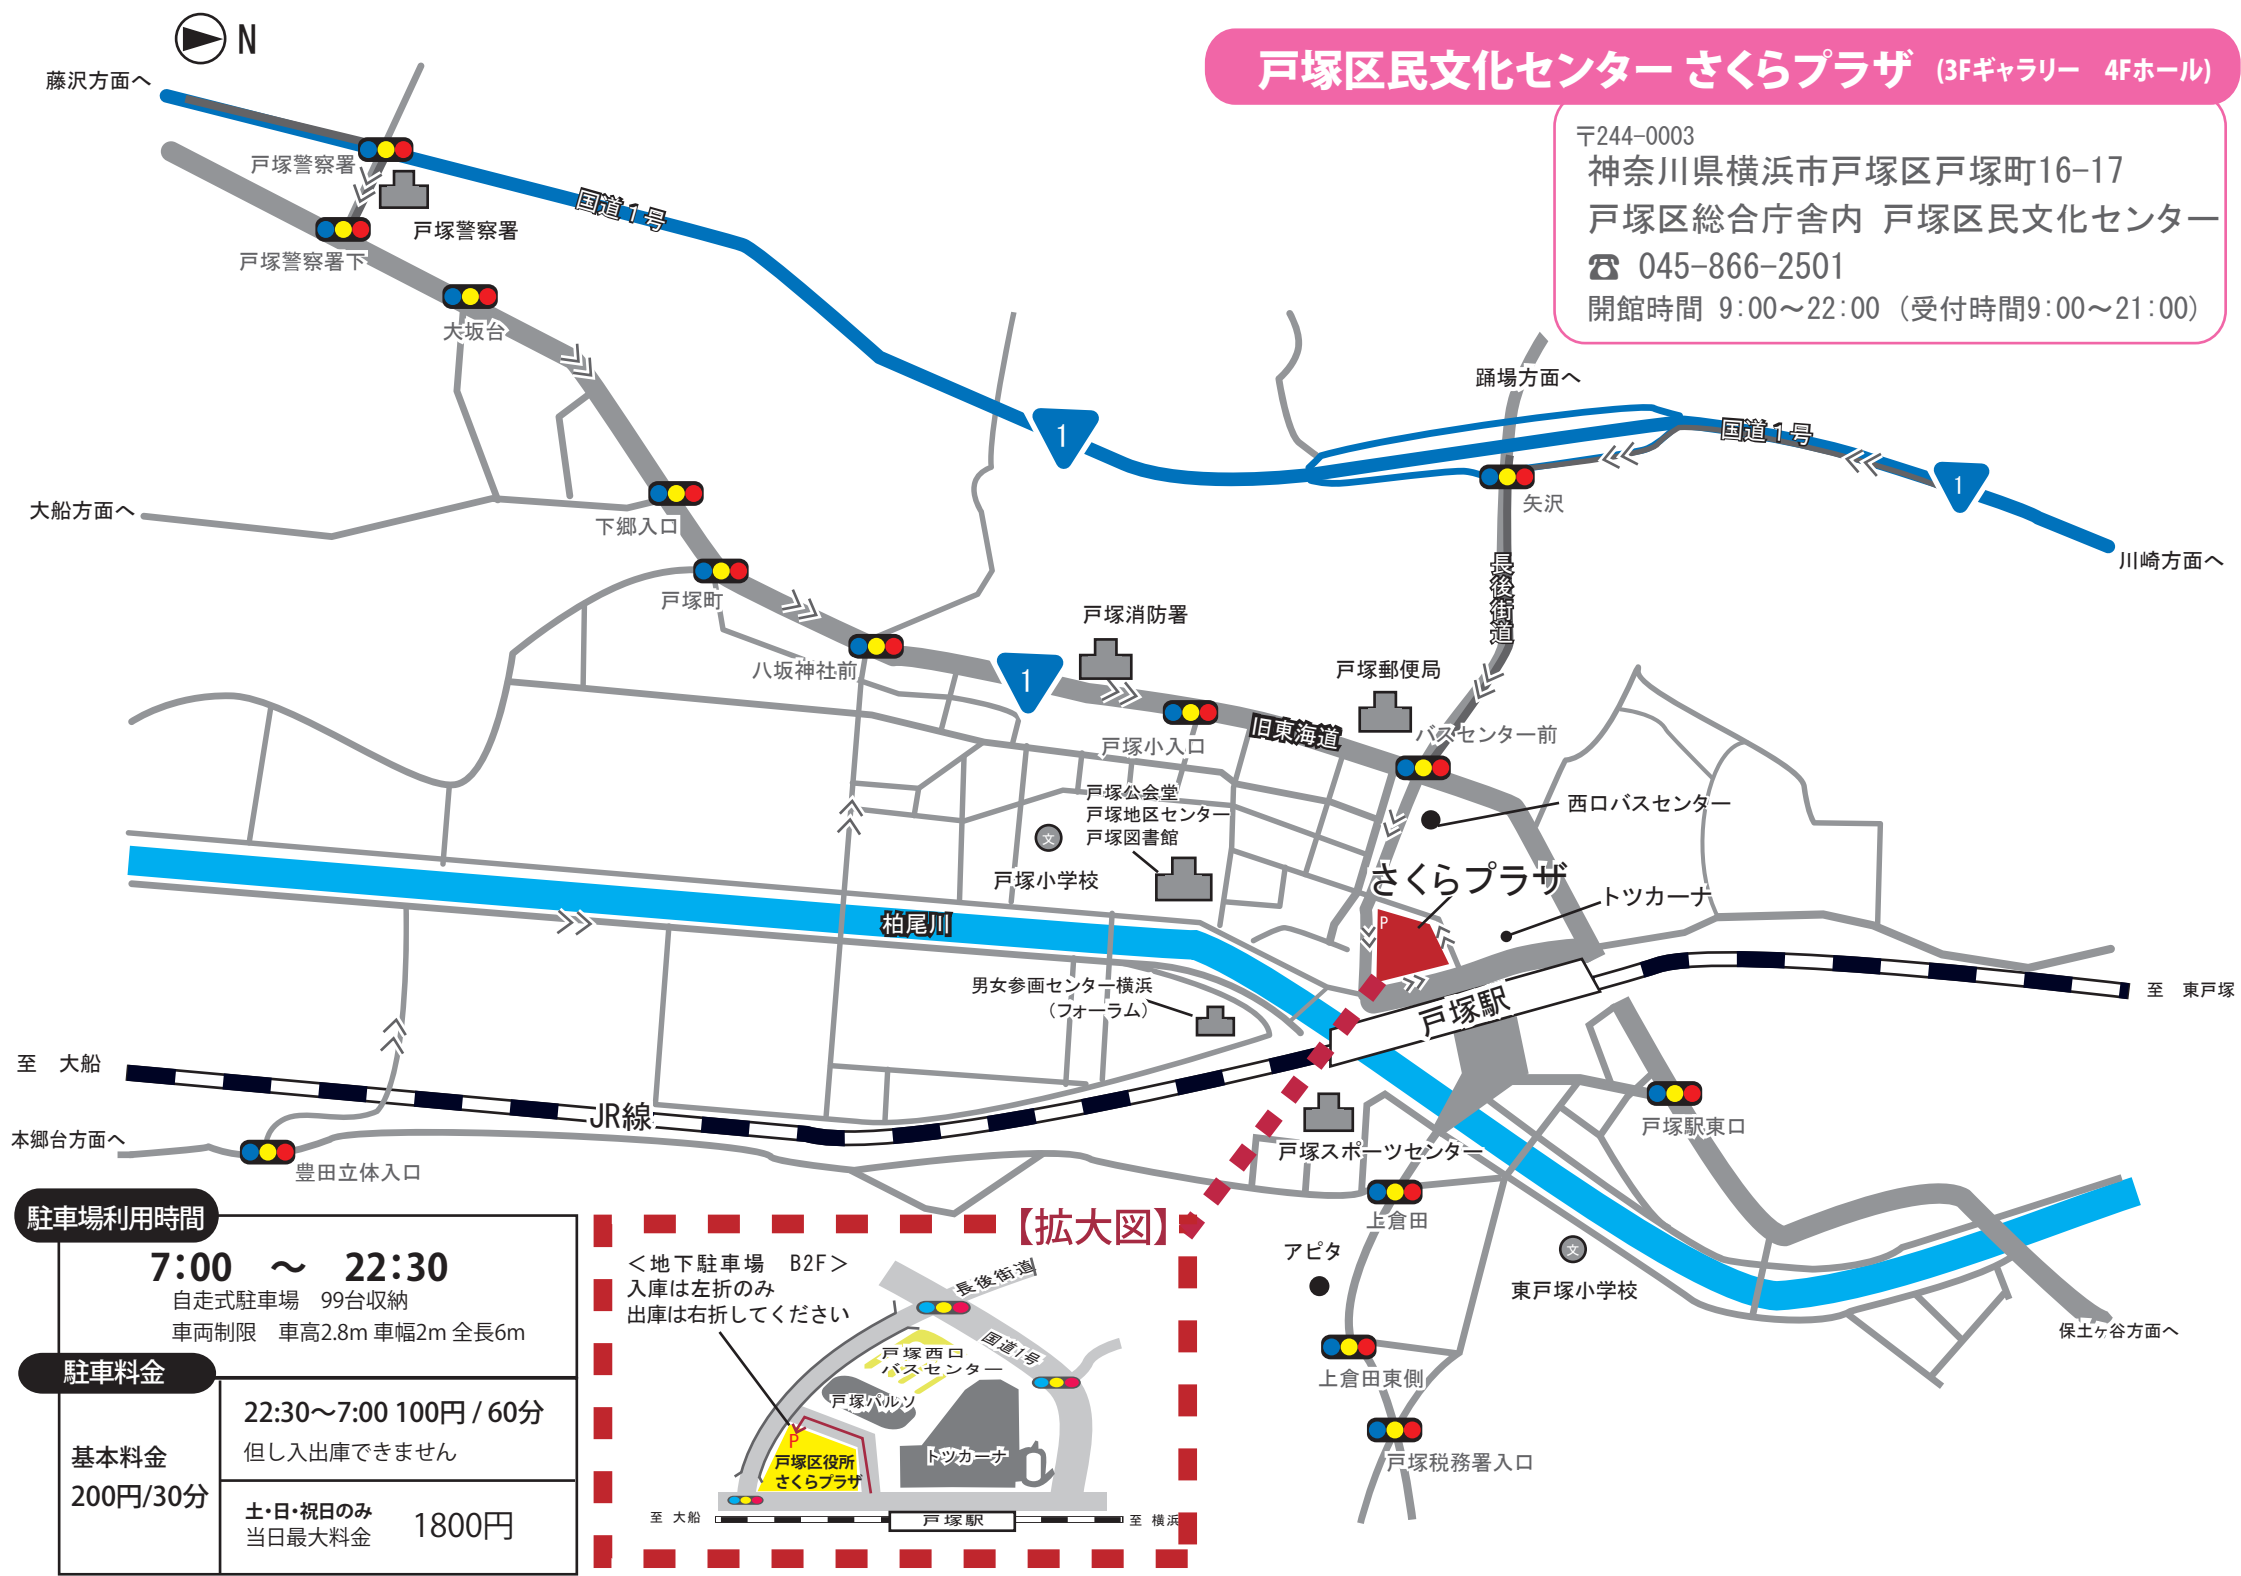 N
戸塚区民文化センター さくらプラザ (3Fギャラリー 4Fホール)
〒244-0003
神奈川県横浜市戸塚区戸塚町16-17
戸塚区総合庁舎内 戸塚区民文化センター
☎ 045-866-2501
開館時間 9:00〜22:00 (受付時間9:00〜21:00)
藤沢方面へ
戸塚警察署
戸塚警察署
戸塚警察署下
国道1号
大坂台
踊場方面へ
1
国道1号
1
矢沢
大船方面へ
下郷入口
川崎方面へ
長後街道
戸塚町
戸塚消防署
八坂神社前
1
戸塚郵便局
旧東海道
バスセンター前
戸塚小入口
戸塚公会堂
戸塚地区センター
戸塚図書館
西口バスセンター
文
戸塚小学校
さくらプラザ
トツカーナ
P
柏尾川
男女参画センター横浜
(フォーラム)
戸塚駅
至 東戸塚
至 大船
JR線
本郷台方面へ
豊田立体入口
戸塚駅東口
戸塚スポーツセンター
上倉田
アピタ
文
東戸塚小学校
保土ヶ谷方面へ
上倉田東側
戸塚税務署入口
駐車場利用時間
7:00 〜 22:30
自走式駐車場 99台収納
車両制限 車高2.8m 車幅2m 全長6m
駐車料金
基本料金
200円/30分
22:30〜7:00 100円 / 60分
但し入出庫できません
土・日・祝日のみ
当日最大料金
1800円
【拡大図】
＜地下駐車場 B2F＞
入庫は左折のみ
出庫は右折してください
長後街道
国道1号
戸塚西口
バスセンター
戸塚パルソ
トツカーナ
P
戸塚区役所
さくらプラザ
至 大船
戸塚駅
至 横浜